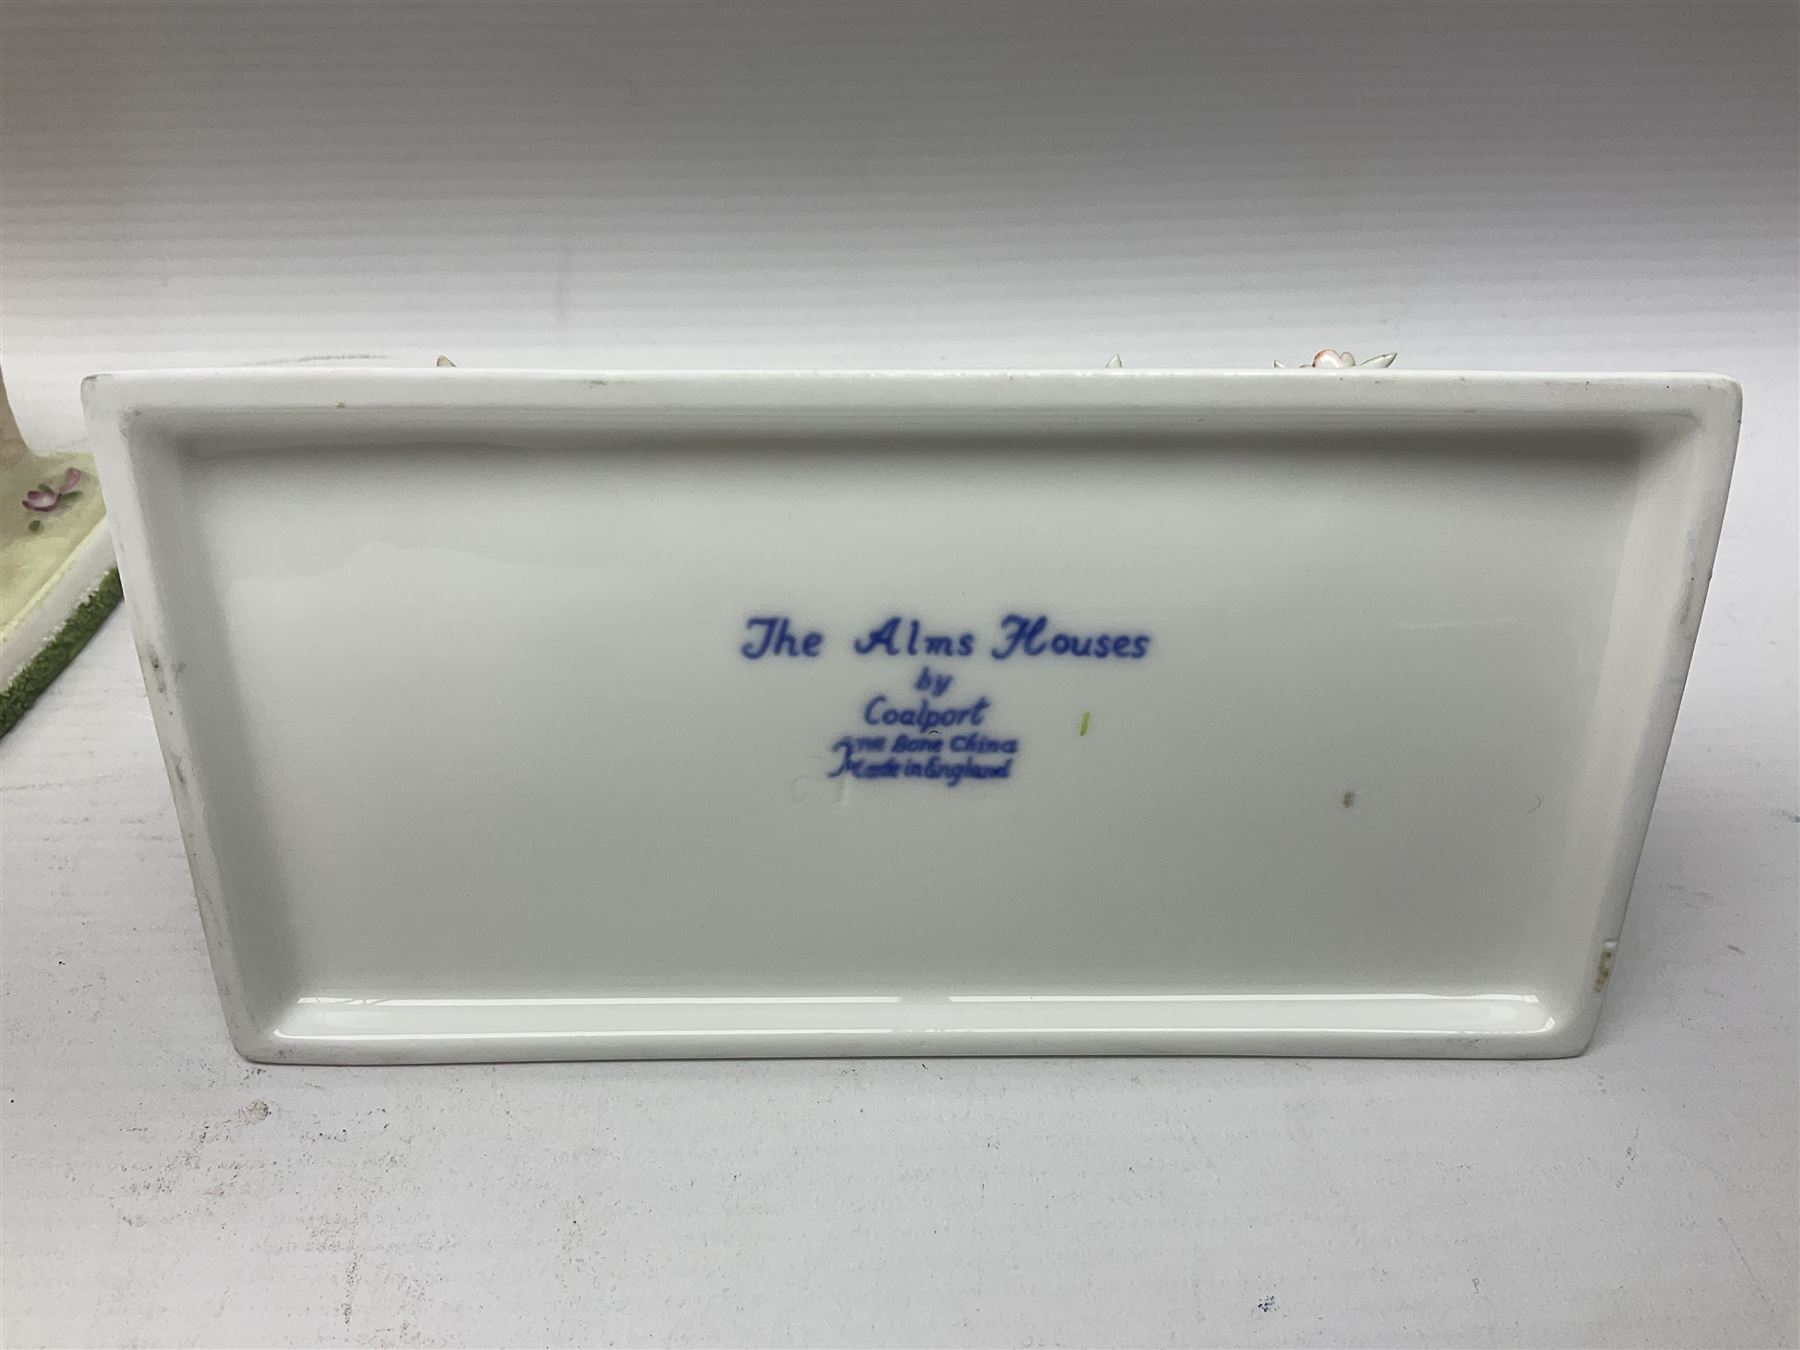 The Alms Houses
by
Coalport
Fine Bone China
Made in England